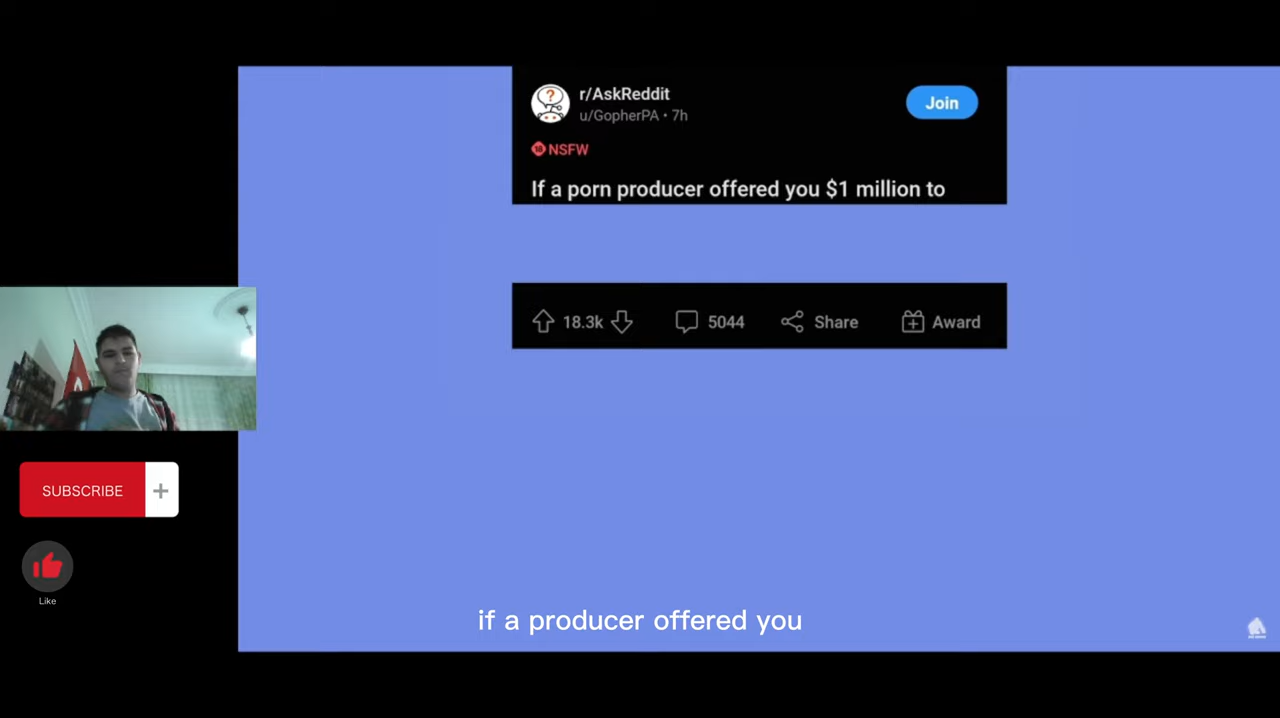 r/AskReddit
u/GopherPA • 7h
Join
18 NSFW
If a porn producer offered you $1 million to
18.3k
5044
Share
Award
SUBSCRIBE
Like
if a producer offered you